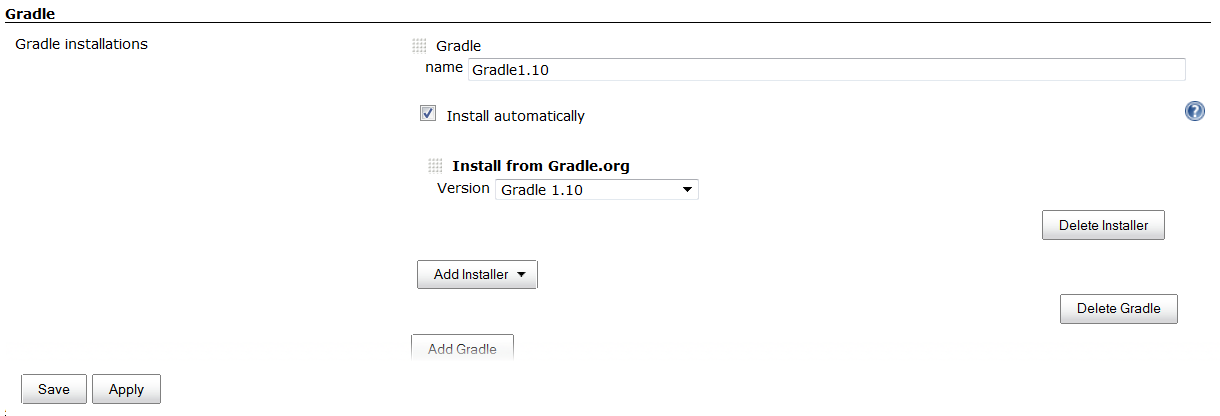 Gradle
Gradle installations
Gradle
name Gradle1.10
Install automatically
?
Install from Gradle.org
Version Gradle 1.10
Delete Installer
Add Installer
Delete Gradle
Add Gradle
Save Apply